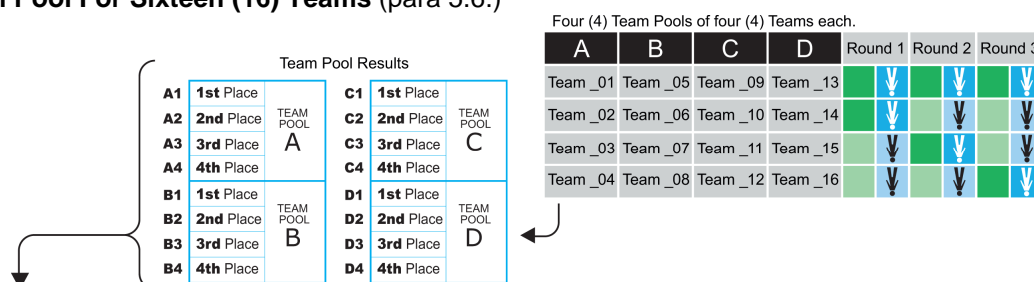 Pool For Sixteen (16) Teams (para 5.6.)
Four (4) Team Pools of four (4) Teams each.
A B C D Round 1 Round 2 Round 3
Team _01 Team _05 Team _09 Team _13
Team _02 Team _06 Team _10 Team _14
Team _03 Team _07 Team _11 Team _15
Team _04 Team _08 Team _12 Team _16
Team Pool Results
A1 1st Place
A2 2nd Place
A3 3rd Place
A4 4th Place
TEAM
POOL
A
B1 1st Place
B2 2nd Place
B3 3rd Place
B4 4th Place
TEAM
POOL
B
C1 1st Place
C2 2nd Place
C3 3rd Place
C4 4th Place
TEAM
POOL
C
D1 1st Place
D2 2nd Place
D3 3rd Place
D4 4th Place
TEAM
POOL
D